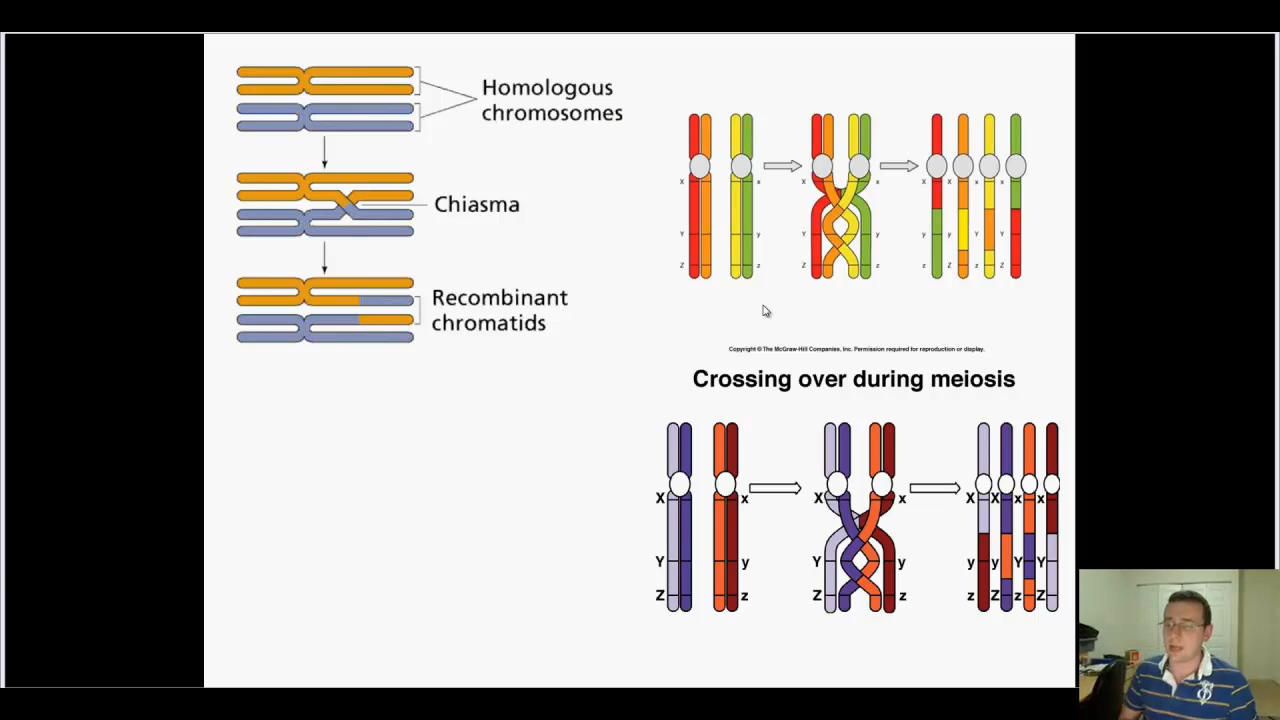 Homologous
chromosomes
Chiasma
Recombinant
chromatids
X x X x X X x x
Y y Y y Y Y
Z z Z z z Z z Z
Copyright © The McGraw-Hill Companies, Inc. Permission required for reproduction or display.
Crossing over during meiosis
X x X x X X x x
Y y Y y y y Y Y
Z z Z z z Z z Z